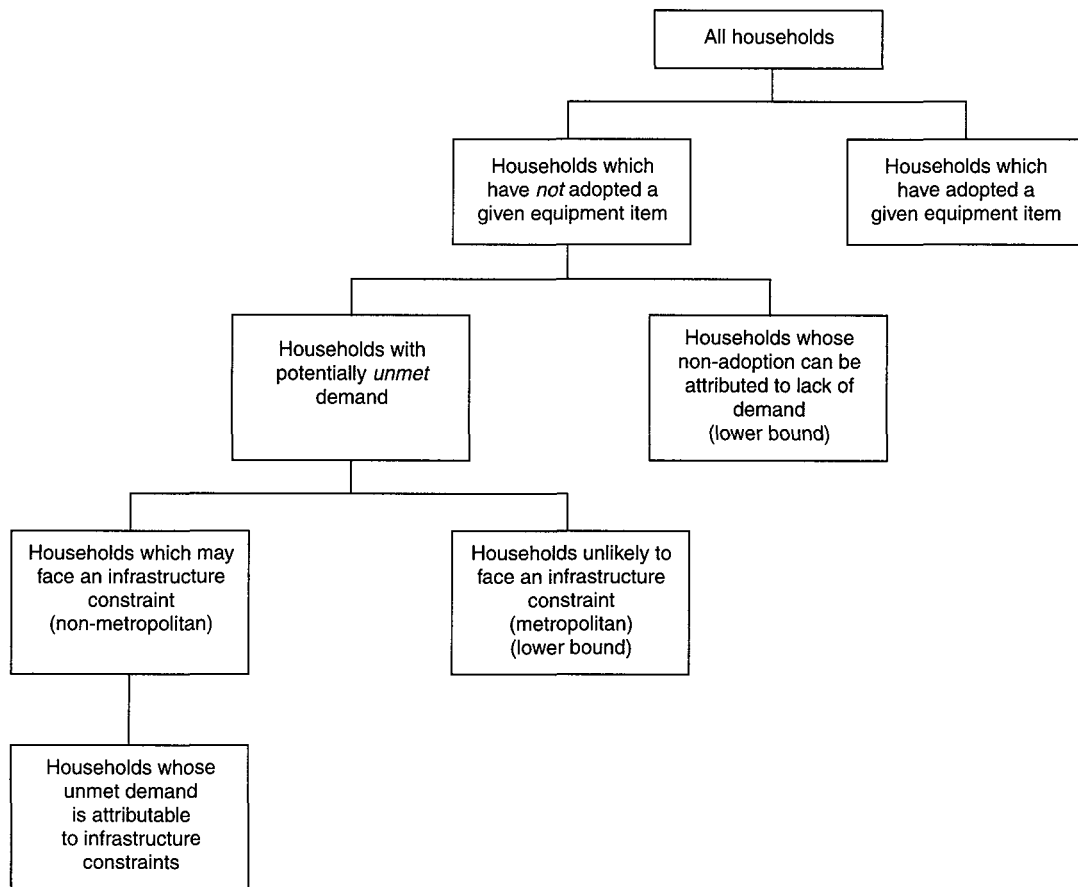 All households
Households which
have not adopted a
given equipment item
Households which
have adopted a
given equipment item
Households with
potentially unmet
demand
Households whose
non-adoption can be
attributed to lack of
demand
(lower bound)
Households which may
face an infrastructure
constraint
(non-metropolitan)
Households unlikely to
face an infrastructure
constraint
(metropolitan)
(lower bound)
Households whose
unmet demand
is attributable
to infrastructure
constraints